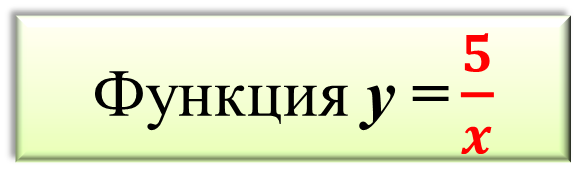 Функция y = 5/x